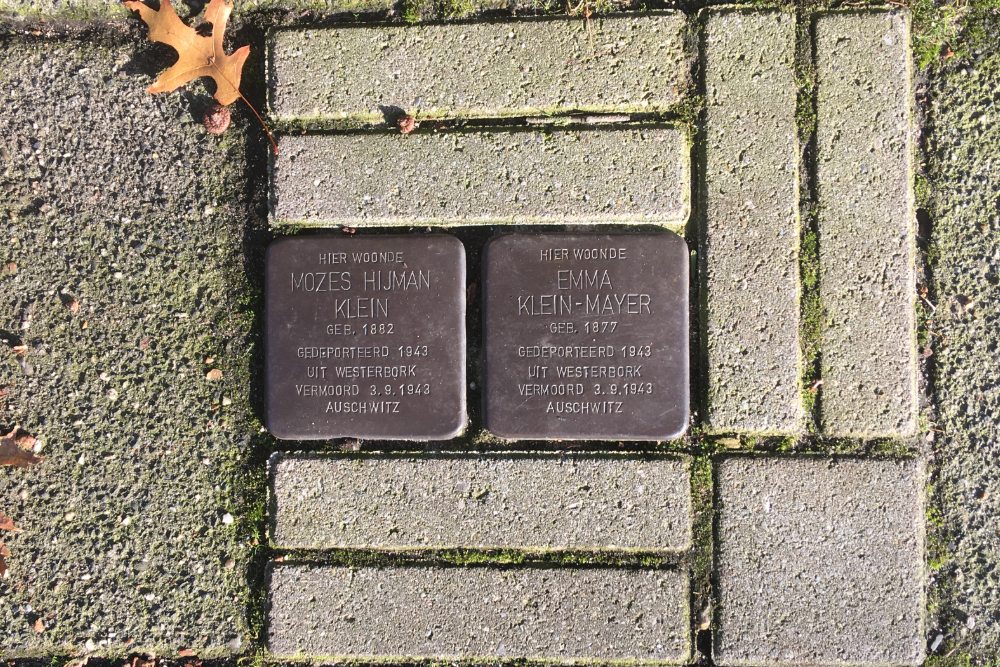 HIER WOONDE
MOZES HIJMAN
KLEIN
GEB. 1882
GEDEPORTEERD 1943
UIT WESTERBORK
VERMOORD 3.9.1943
AUSCHWITZ
HIER WOONDE
EMMA
KLEIN-MAYER
GEB. 1877
GEDEPORTEERD 1943
UIT WESTERBORK
VERMOORD 3.9.1943
AUSCHWITZ